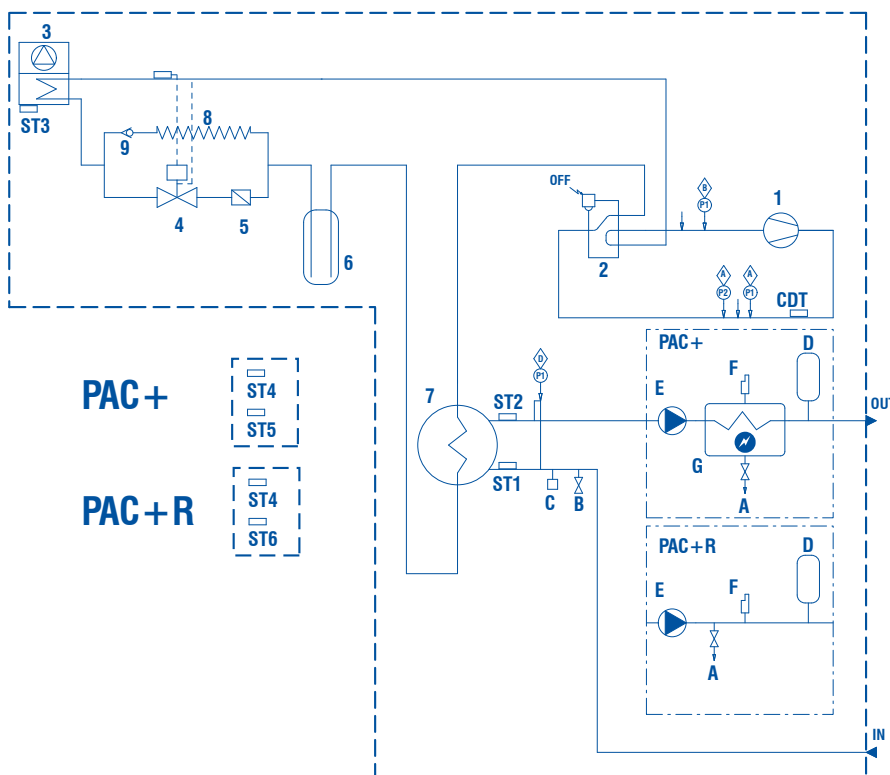 3
ST3
9
8
4
5
6
OFF
2
B
P1
1
A
P2
A
P1
CDT
PAC+
ST4
ST5
PAC+R
ST4
ST6
7
ST2
ST1
D
P1
C
B
PAC+
D
F
E
G
A
OUT
PAC+R
D
F
E
A
IN